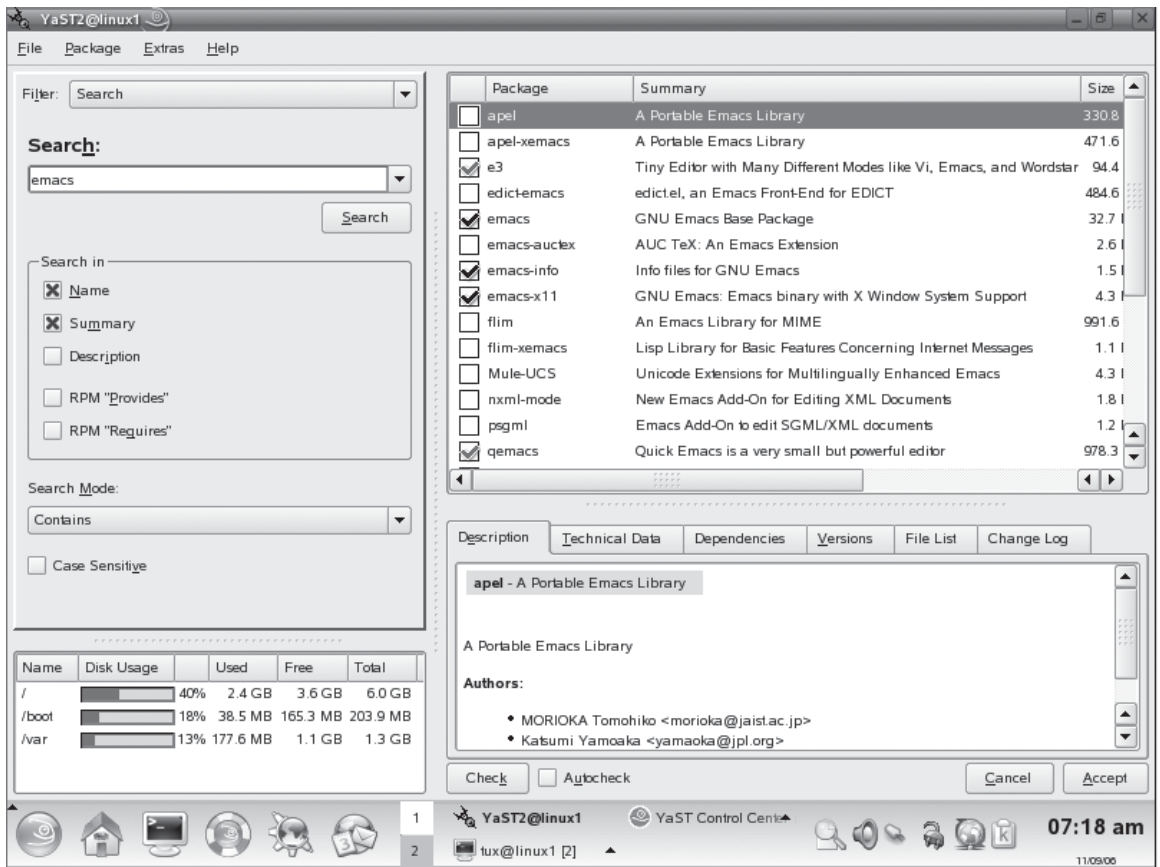 YaST2@linux1
File Package Extras Help
Filter: Search
Search:
emacs
Search
Search in
Name
Summary
Description
RPM "Provides"
RPM "Requires"
Search Mode:
Contains
Case Sensitive
Name Disk Usage Used Free Total
/ 40% 2.4 GB 3.6 GB 6.0 GB
/boot 18% 38.5 MB 165.3 MB 203.9 MB
/var 13% 177.6 MB 1.1 GB 1.3 GB
Package Summary Size
apel A Portable Emacs Library 330.8
apel-xemacs A Portable Emacs Library 471.6
e3 Tiny Editor with Many Different Modes like Vi, Emacs, and Wordstar 94.4
edict-emacs edict.el, an Emacs Front-End for EDICT 484.6
emacs GNU Emacs Base Package 32.7
emacs-auctex AUC TeX: An Emacs Extension 2.6
emacs-info Info files for GNU Emacs 1.5
emacs-x11 GNU Emacs: Emacs binary with X Window System Support 4.3
flim An Emacs Library for MIME 991.6
flim-xemacs Lisp Library for Basic Features Concerning Internet Messages 1.1
Mule-UCS Unicode Extensions for Multilingually Enhanced Emacs 4.3
nxml-mode New Emacs Add-On for Editing XML Documents 1.8
psgml Emacs Add-On to edit SGML/XML documents 1.2
qemacs Quick Emacs is a very small but powerful editor 978.3
Description Technical Data Dependencies Versions File List Change Log
apel - A Portable Emacs Library
A Portable Emacs Library
Authors:
• MORIOKA Tomohiko <morioka@jaist.ac.jp>
• Katsumi Yamoaka <yamaoka@jpl.org>
Check Autocheck Cancel Accept
1 YaST2@linux1 YaST Control Cente
2 tux@linux1 [2]
07:18 am
11/09/06